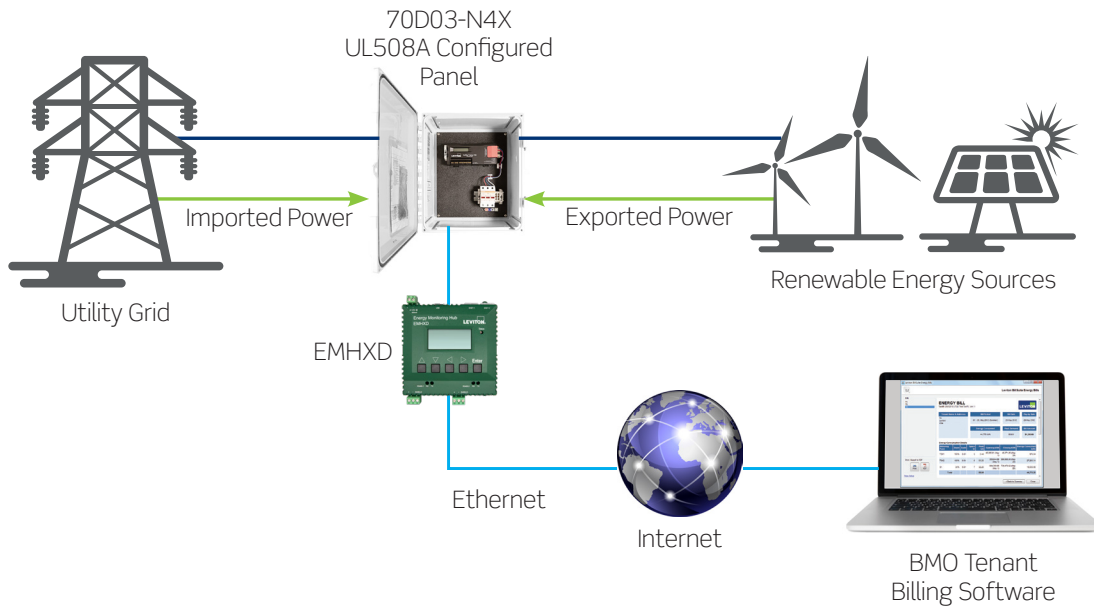 70D03-N4X
UL508A Configured
Panel
Imported Power
Exported Power
Utility Grid
Renewable Energy Sources
Energy Monitoring Hub
EMHXD
LEVITON
Enter
EMHXD
ENERGY BILL
LEVITON
Ethernet
Internet
BMO Tenant
Billing Software